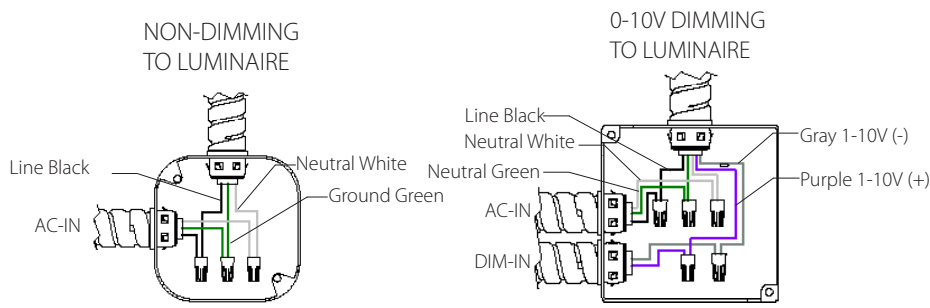 NON-DIMMING
TO LUMINAIRE
Line Black
Neutral White
Ground Green
AC-IN
0-10V DIMMING
TO LUMINAIRE
Line Black
Neutral White
Neutral Green
AC-IN
DIM-IN
Gray 1-10V (-)
Purple 1-10V (+)